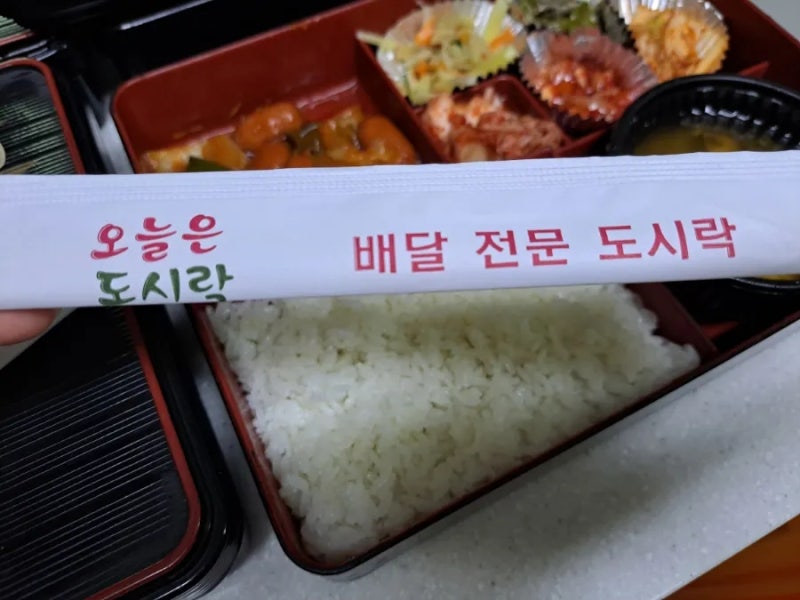 오늘은
도시락
배달 전문 도시락